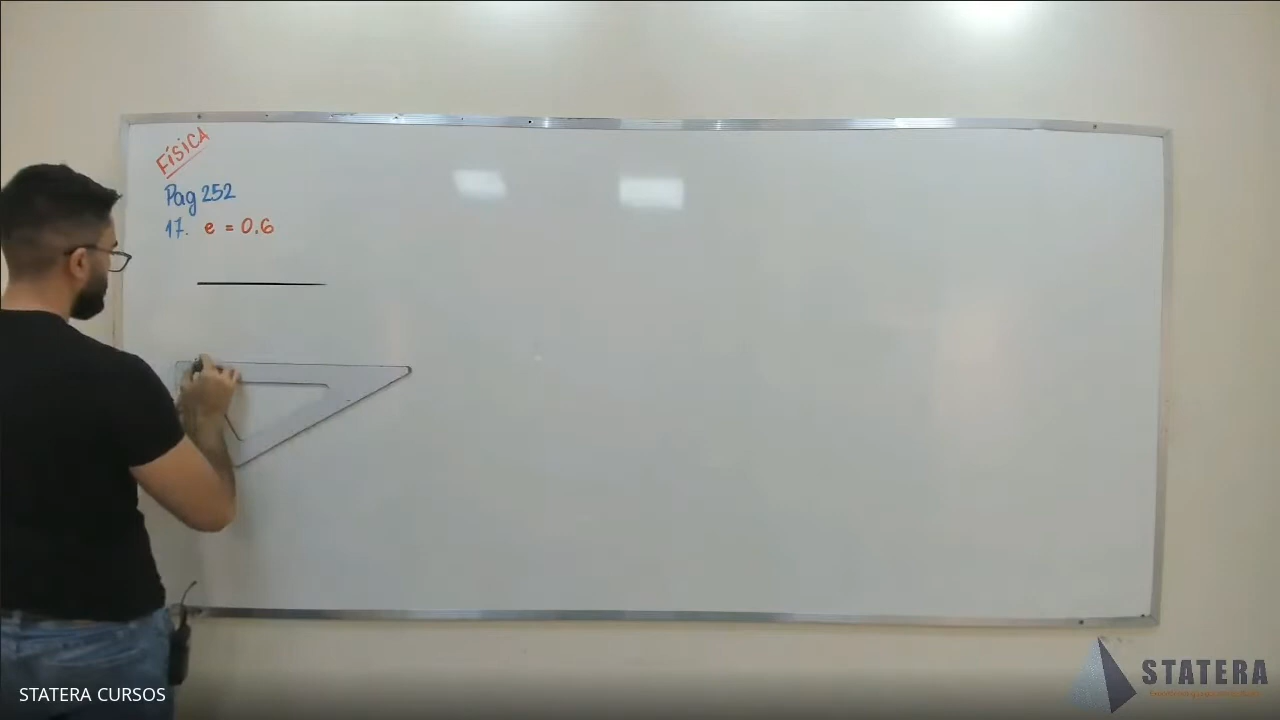 FÍSICA
Pag 252
17. e = 0.6
STATERA CURSOS
STATERA